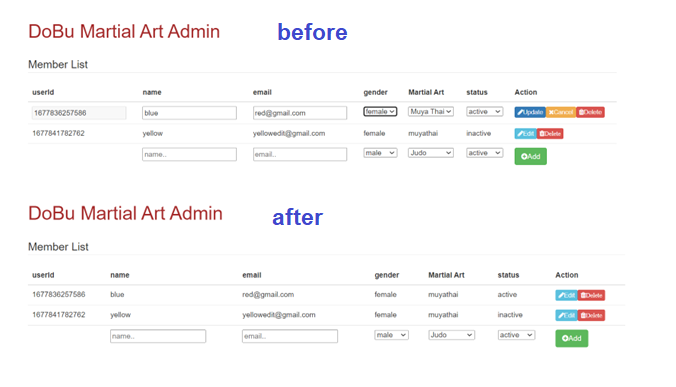 DoBu Martial Art Admin before
Member List
userId name email gender Martial Art status Action
1677836257586 blue red@gmail.com female Muya Thai active Update Cancel Delete
1677841782762 yellow yellowedit@gmail.com female muyathai inactive Edit Delete
name.. email.. male Judo active Add
DoBu Martial Art Admin after
Member List
userId name email gender Martial Art status Action
1677836257586 blue red@gmail.com female muyathai active Edit Delete
1677841782762 yellow yellowedit@gmail.com female muyathai inactive Edit Delete
name.. email.. male Judo active Add